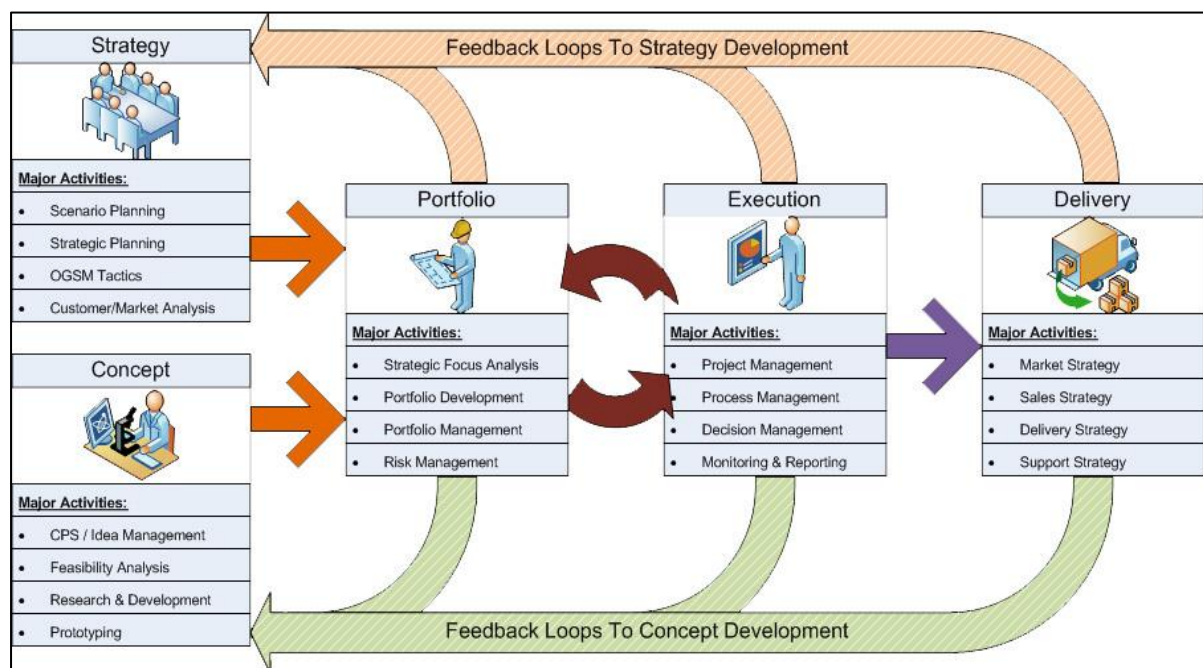 Strategy
Feedback Loops To Strategy Development
Major Activities:
• Scenario Planning
• Strategic Planning
• OGSM Tactics
• Customer/Market Analysis
Concept
Major Activities:
• CPS / Idea Management
• Feasibility Analysis
• Research & Development
• Prototyping
Portfolio
Major Activities:
• Strategic Focus Analysis
• Portfolio Development
• Portfolio Management
• Risk Management
Execution
Major Activities:
• Project Management
• Process Management
• Decision Management
• Monitoring & Reporting
Delivery
Major Activities:
• Market Strategy
• Sales Strategy
• Delivery Strategy
• Support Strategy
Feedback Loops To Concept Development